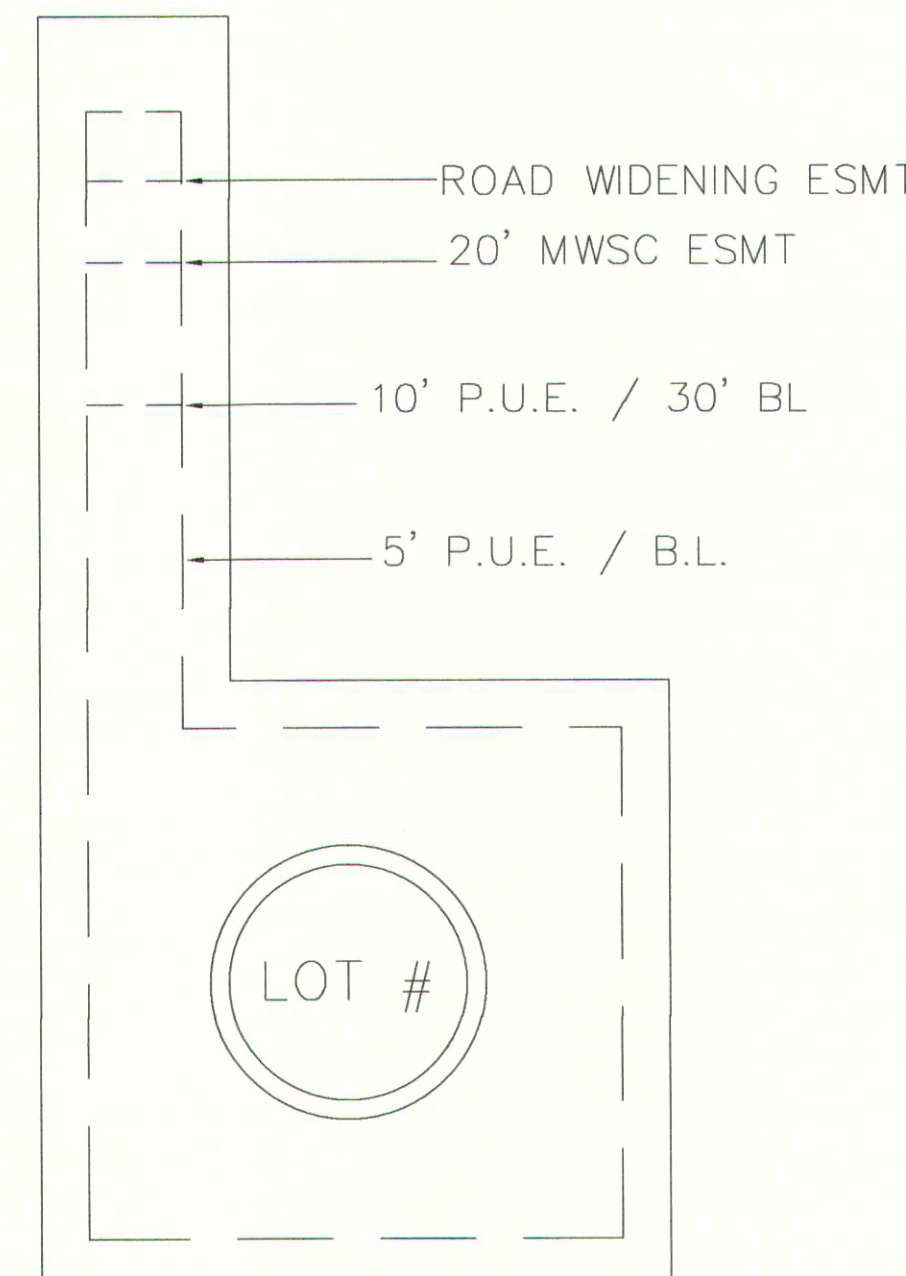 ROAD WIDENING ESMT
20' MWSC ESMT
10' P.U.E. / 30' BL
5' P.U.E. / B.L.
LOT #